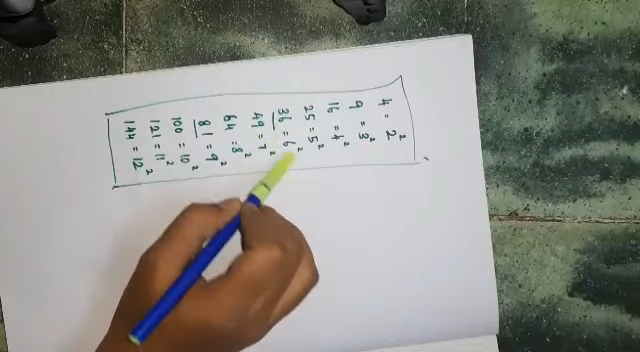 4 = 2²
9 = 3²
16 = 4²
25 = 5²
36 = 6²
49 = 7²
64 = 8²
81 = 9²
100 = 10²
121 = 11²
144 = 12²